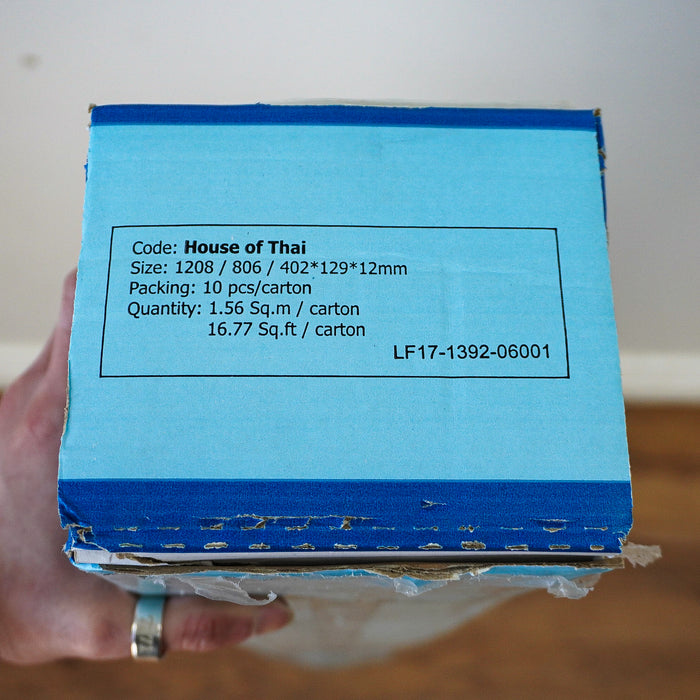 Code: House of Thai
Size: 1208 / 806 / 402*129*12mm
Packing: 10 pcs/carton
Quantity: 1.56 Sq.m / carton
16.77 Sq.ft / carton
LF17-1392-06001